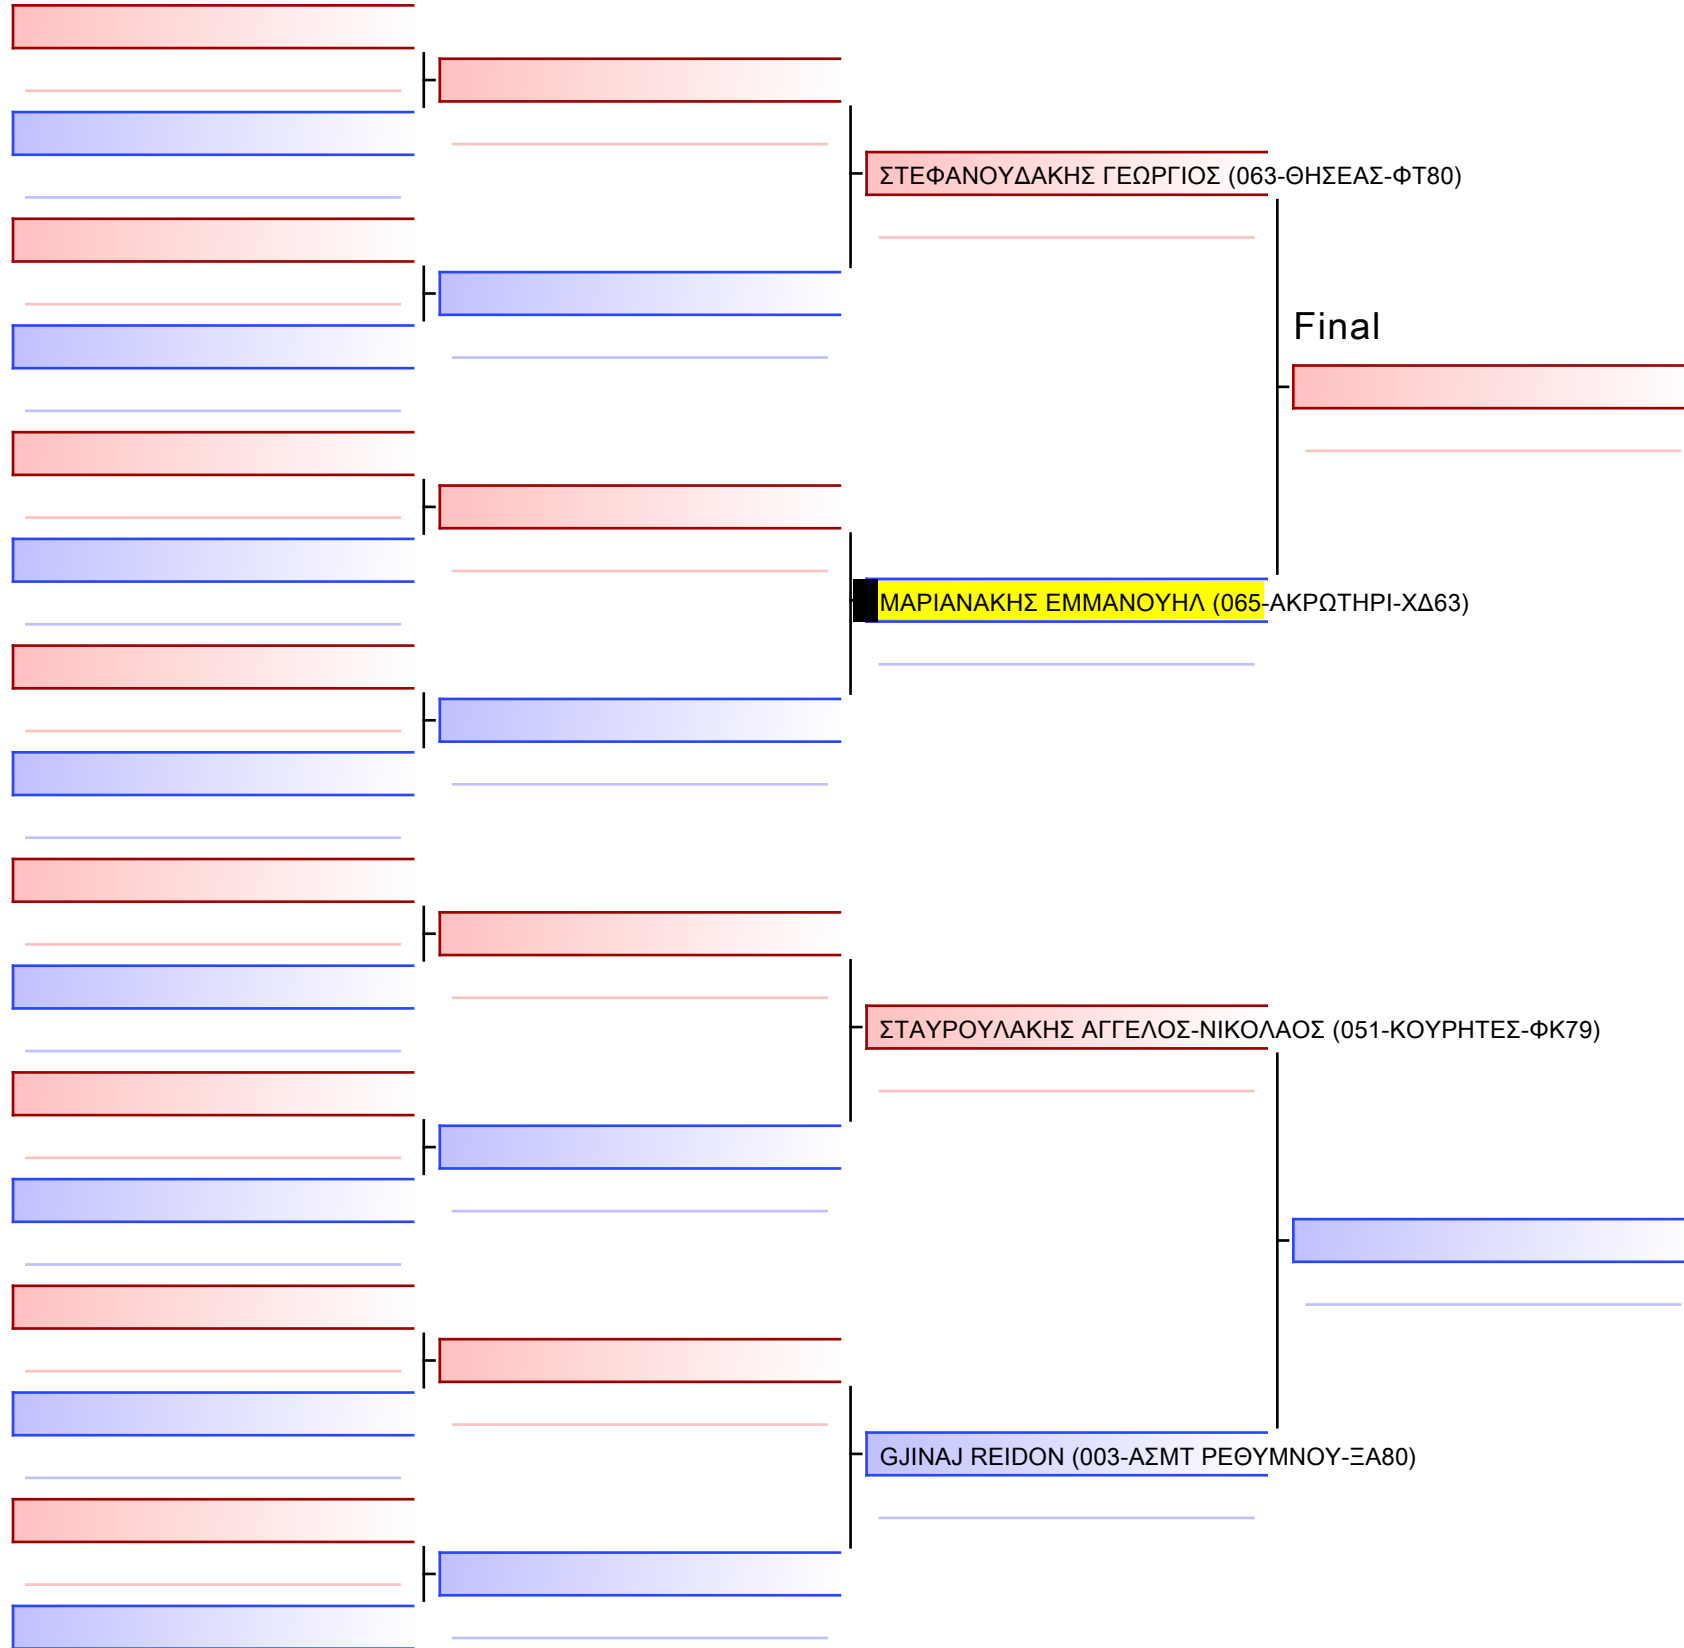 ΣΤΕΦΑΝΟΥΔΑΚΗΣ ΓΕΩΡΓΙΟΣ (063-ΘΗΣΕΑΣ-ΦΤ80)
Final
ΜΑΡΙΑΝΑΚΗΣ ΕΜΜΑΝΟΥΗΛ (065-ΑΚΡΩΤΗΡΙ-ΧΔ63)
ΣΤΑΥΡΟΥΛΑΚΗΣ ΑΓΓΕΛΟΣ-ΝΙΚΟΛΑΟΣ (051-ΚΟΥΡΗΤΕΣ-ΦΚ79)
GJINAJ REIDON (003-ΑΣΜΤ ΡΕΘΥΜΝΟΥ-ΞΑ80)